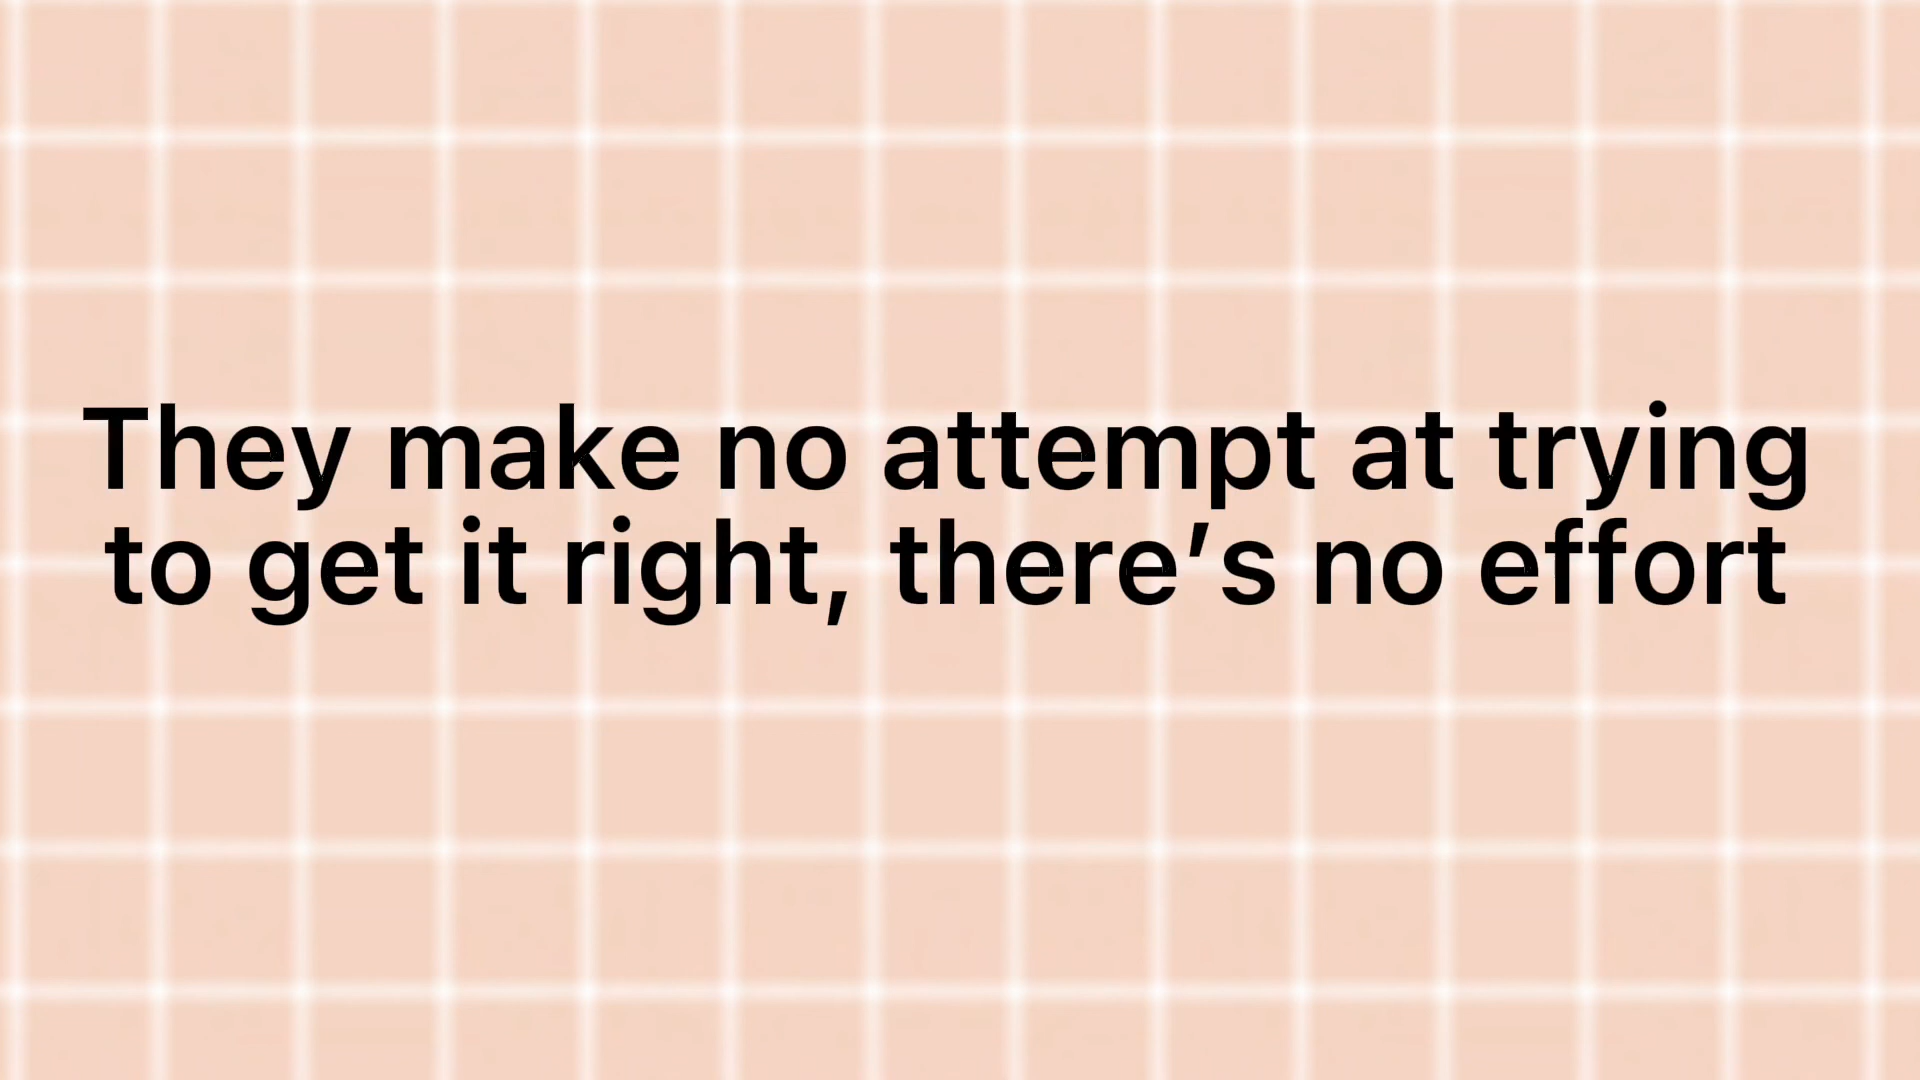 They make no attempt at trying
to get it right, there’s no effort